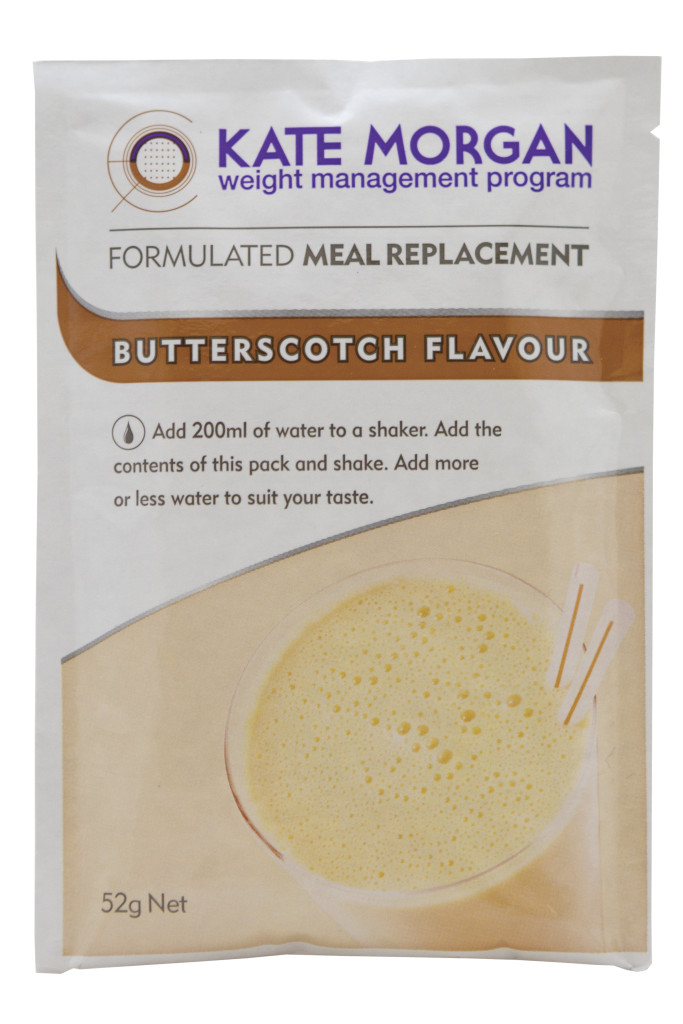 KATE MORGAN
weight management program
FORMULATED MEAL REPLACEMENT
BUTTERSCOTCH FLAVOUR
Add 200ml of water to a shaker. Add the
contents of this pack and shake. Add more
or less water to suit your taste.
52g Net